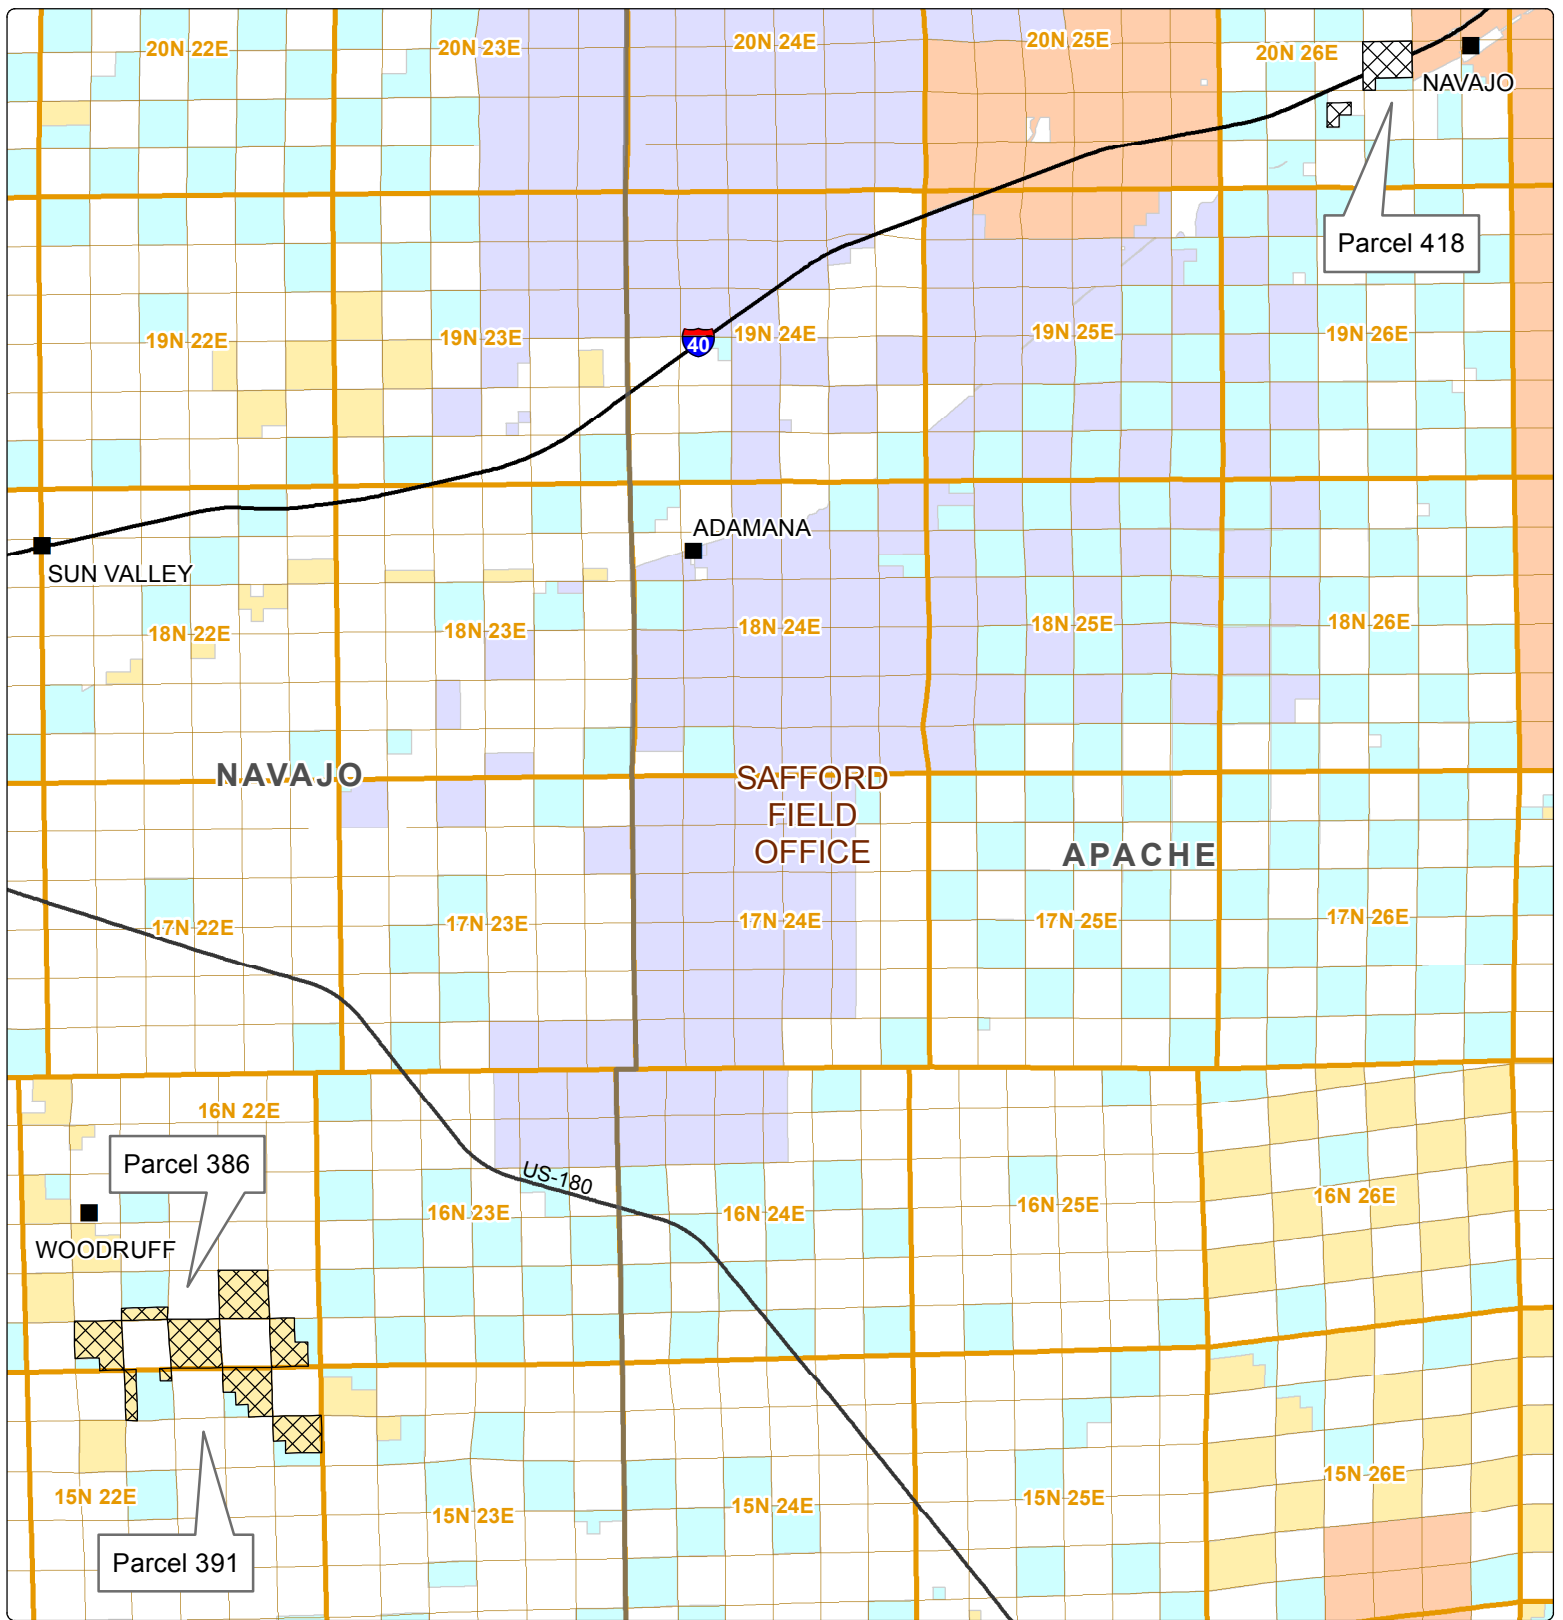 20N 22E
20N 23E
20N 24E
20N 25E
20N 26E
NAVAJO
Parcel 418
19N 22E
19N 23E
40
19N 24E
19N 25E
19N 26E
ADAMANA
SUN VALLEY
18N 22E
18N 23E
18N 24E
18N 25E
18N 26E
NAVAJO
SAFFORD
FIELD
OFFICE
APACHE
17N 22E
17N 23E
17N 24E
17N 25E
17N 26E
16N 22E
Parcel 386
US-180
WOODRUFF
16N 23E
16N 24E
16N 25E
16N 26E
15N 22E
15N 23E
15N 24E
15N 25E
15N 26E
Parcel 391